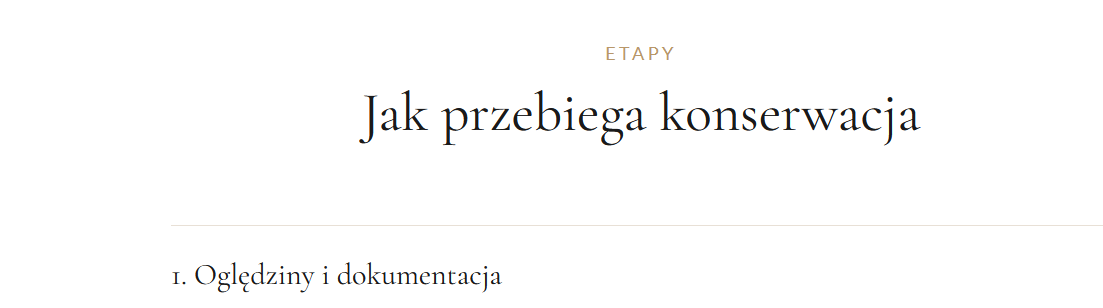 ETAPY
Jak przebiega konserwacja
1. Oględziny i dokumentacja